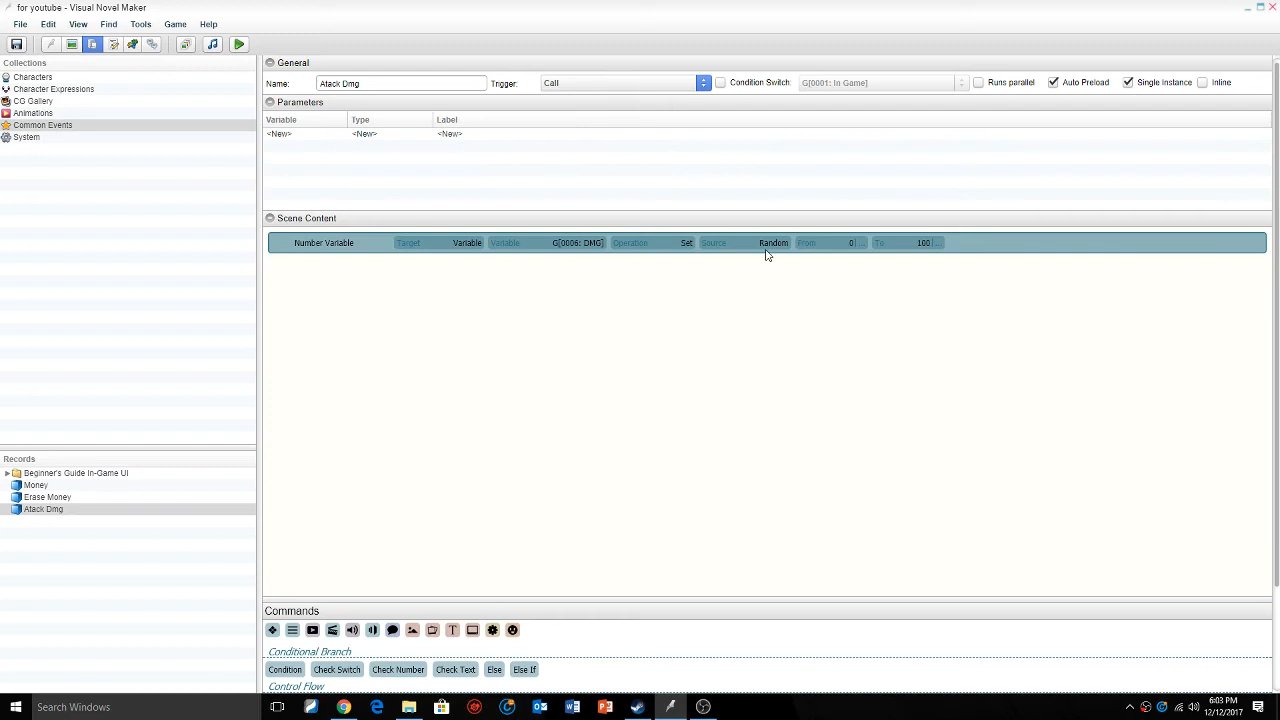 for youtube - Visual Novel Maker
File Edit View Find Tools Game Help
Collections
Characters
Character Expressions
CG Gallery
Animations
Common Events
System
General
Name: Atack Dmg Trigger: Call Condition Switch: G[0001: In Game] Runs parallel Auto Preload Single Instance Inline
Parameters
Variable Type Label
<New> <New> <New>
Scene Content
Number Variable Target Variable Variable G[0006: DMG] Operation Set Source Random From 0 ... To 100 ...
Records
Beginner's Guide In-Game UI
Money
Erase Money
Atack Dmg
Commands
Conditional Branch
Condition Check Switch Check Number Check Text Else Else If
Control Flow
Search Windows
6:03 PM
12/12/2017